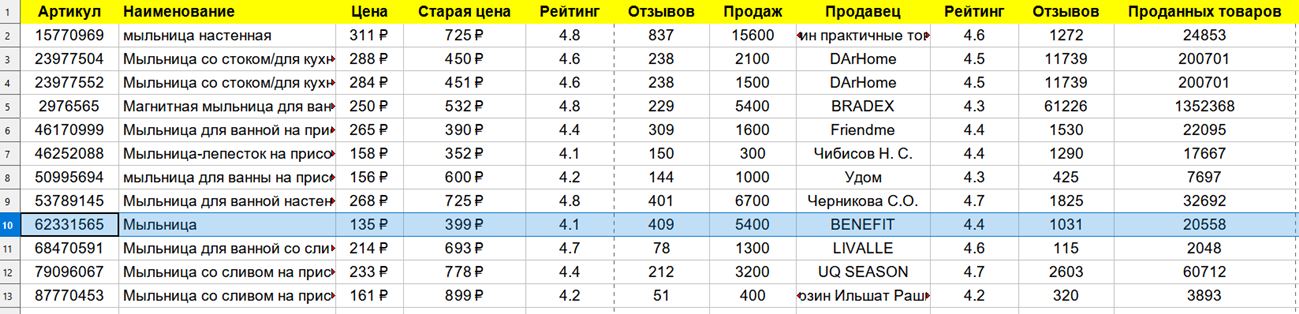 1 Артикул Наименование Цена Старая цена Рейтинг Отзывов Продаж Продавец Рейтинг Отзывов Проданных товаров
2 15770969 мыльница настенная 311 ₽ 725 ₽ 4.8 837 15600 ин практичные тов 4.6 1272 24853
3 23977504 Мыльница со стоком/для кухн 288 ₽ 450 ₽ 4.6 238 2100 DArHome 4.5 11739 200701
4 23977552 Мыльница со стоком/для кухн 284 ₽ 451 ₽ 4.6 238 1500 DArHome 4.5 11739 200701
5 2976565 Магнитная мыльница для ван 250 ₽ 532 ₽ 4.8 229 5400 BRADEX 4.3 61226 1352368
6 46170999 Мыльница для ванной на при 265 ₽ 390 ₽ 4.4 309 1600 Friendme 4.4 1530 22095
7 46252088 Мыльница-лепесток на присо 158 ₽ 352 ₽ 4.1 150 300 Чибисов Н. С. 4.4 1290 17667
8 50995694 мыльница для ванны на присо 156 ₽ 600 ₽ 4.2 144 1000 Удом 4.3 425 7697
9 53789145 Мыльница для ванной настен 268 ₽ 725 ₽ 4.8 401 6700 Черникова С.О. 4.7 1825 32692
10 62331565 Мыльница 135 ₽ 399 ₽ 4.1 409 5400 BENEFIT 4.4 1031 20558
11 68470591 Мыльница для ванной со сли 214 ₽ 693 ₽ 4.7 78 1300 LIVALLE 4.6 115 2048
12 79096067 Мыльница со сливом на прис 233 ₽ 778 ₽ 4.4 212 3200 UQ SEASON 4.7 2603 60712
13 87770453 Мыльница со сливом на прис 161 ₽ 899 ₽ 4.2 51 400 озин Ильшат Раш 4.2 320 3893